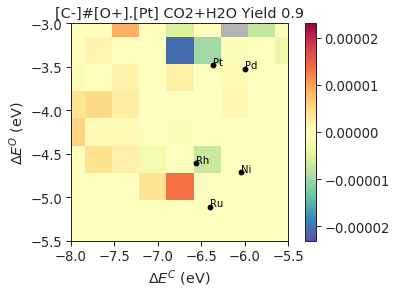 [C-]#[O+].[Pt] CO2+H2O Yield 0.9
−3.0
−3.5
−4.0
−4.5
−5.0
−5.5
ΔE^O (eV)
Pt
Pd
Rh
Ni
Ru
−8.0 −7.5 −7.0 −6.5 −6.0 −5.5
ΔE^C (eV)
0.00002
0.00001
0.00000
−0.00001
−0.00002